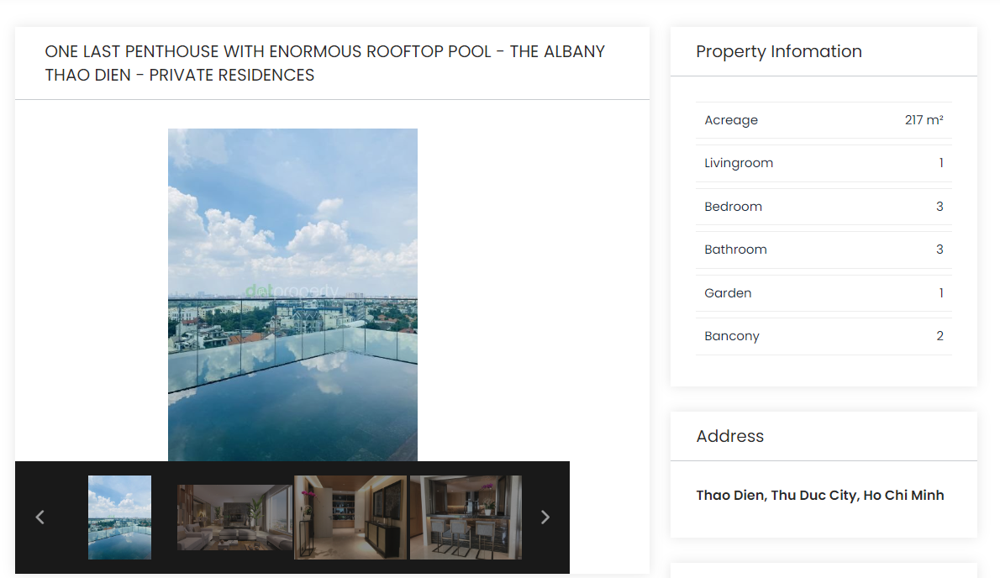 ONE LAST PENTHOUSE WITH ENORMOUS ROOFTOP POOL - THE ALBANY
THAO DIEN - PRIVATE RESIDENCES
dotproperty
Property Infomation
Acreage 217 m²
Livingroom 1
Bedroom 3
Bathroom 3
Garden 1
Bancony 2
Address
Thao Dien, Thu Duc City, Ho Chi Minh